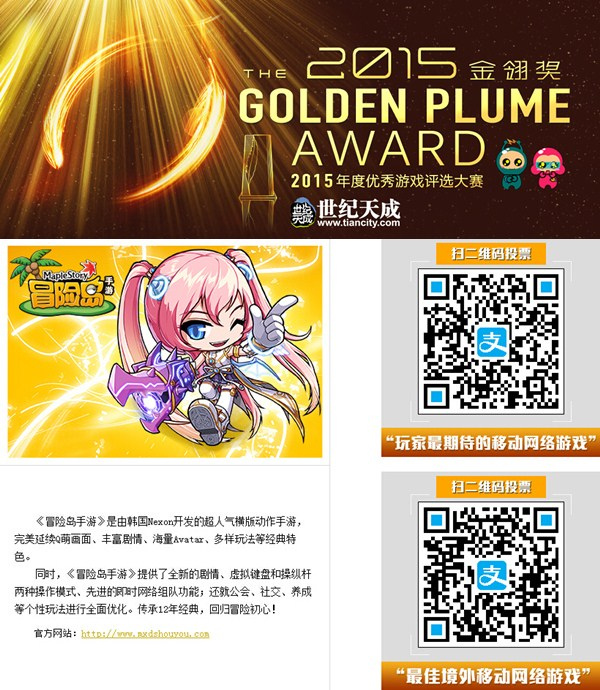 THE 2015 金翎奖
GOLDEN PLUME
AWARD
2015年度优秀游戏评选大赛
世纪天成
www.tiancity.com
MapleStory
冒险岛手游
扫二维码投票
“玩家最期待的移动网络游戏”
《冒险岛手游》是由韩国Nexon开发的超人气横版动作手游，
完美延续Q萌画面、丰富剧情、海量Avatar、多样玩法等经典特
色。
同时，《冒险岛手游》提供了全新的剧情、虚拟键盘和操纵杆
两种操作模式、先进的即时网络组队功能；还就公会、社交、养成
等个性玩法进行全面优化。传承12年经典，回归冒险初心！
官方网站：http://www.mxdshouyou.com
扫二维码投票
“最佳境外移动网络游戏”